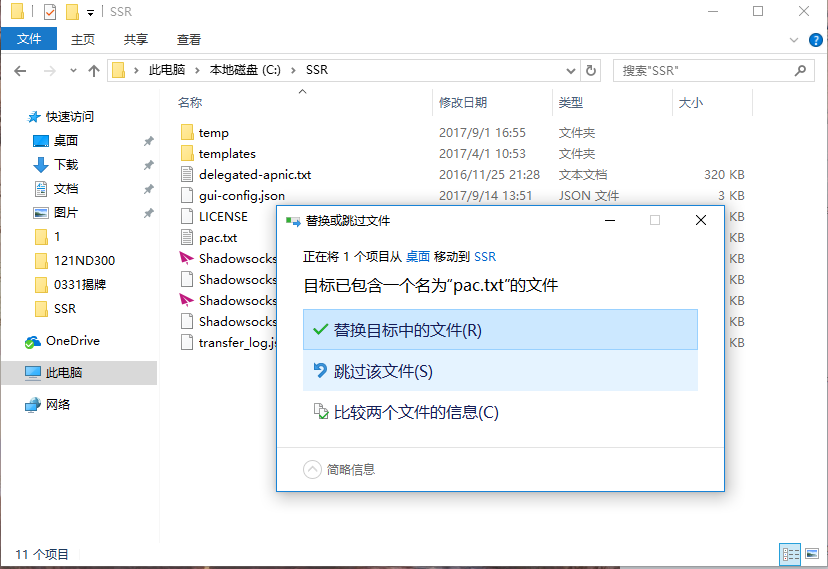 SSR
文件 主页 共享 查看
此电脑 本地磁盘 (C:) SSR 搜索"SSR"
名称 修改日期 类型 大小
快速访问
桌面
下载
文档
图片
1
121ND300
0331揭牌
SSR
OneDrive
此电脑
网络
temp 2017/9/1 16:55 文件夹
templates 2017/4/1 10:53 文件夹
delegated-apnic.txt 2016/11/25 21:28 文本文档 320 KB
gui-config.json 2017/9/14 13:51 JSON 文件 3 KB
LICENSE KB
pac.txt KB
Shadowsocks KB
Shadowsocks KB
Shadowsocks KB
Shadowsocks KB
transfer_log.js KB
替换或跳过文件
正在将 1 个项目从 桌面 移动到 SSR
目标已包含一个名为“pac.txt”的文件
替换目标中的文件(R)
跳过该文件(S)
比较两个文件的信息(C)
简略信息
11 个项目